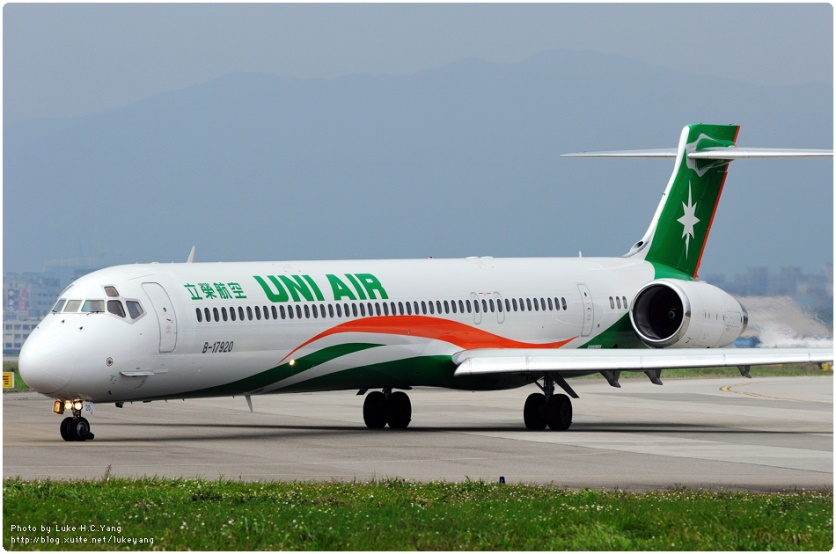 立榮航空 UNI AIR
B-17920
Photo by Luke H.C.Yang
http://blog.xuite.net/lukeyang